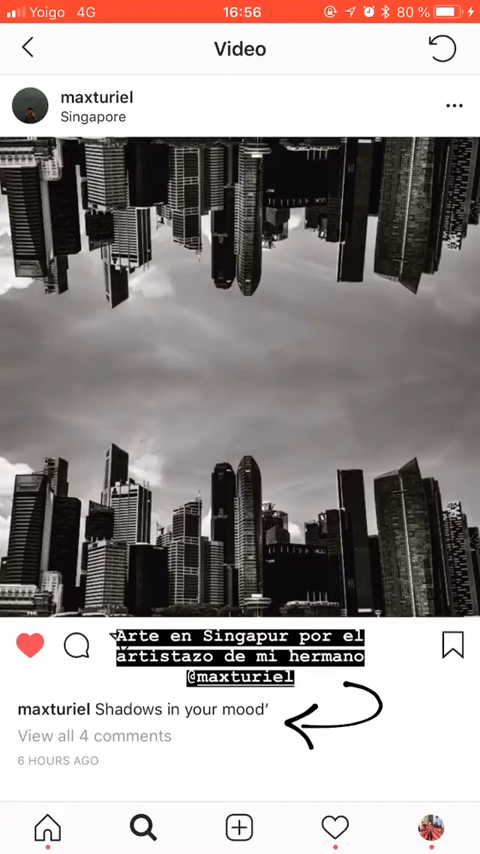 Yoigo 4G 16:56 80 %
Video
maxturiel
Singapore
Arte en Singapur por el
artistazo de mi hermano
@maxturiel
maxturiel Shadows in your mood’
View all 4 comments
6 HOURS AGO